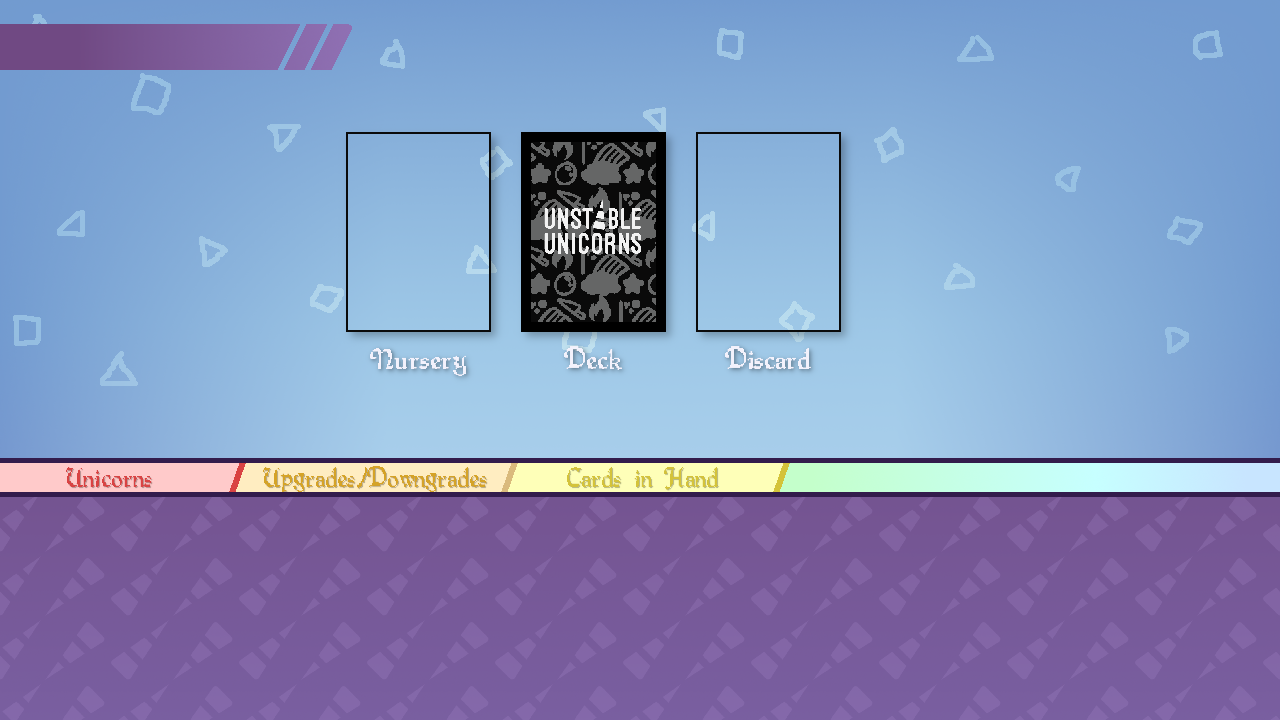 UNSTABLE
UNICORNS
Nursery
Deck
Discard
Unicorns
Upgrades/Downgrades
Cards in Hand